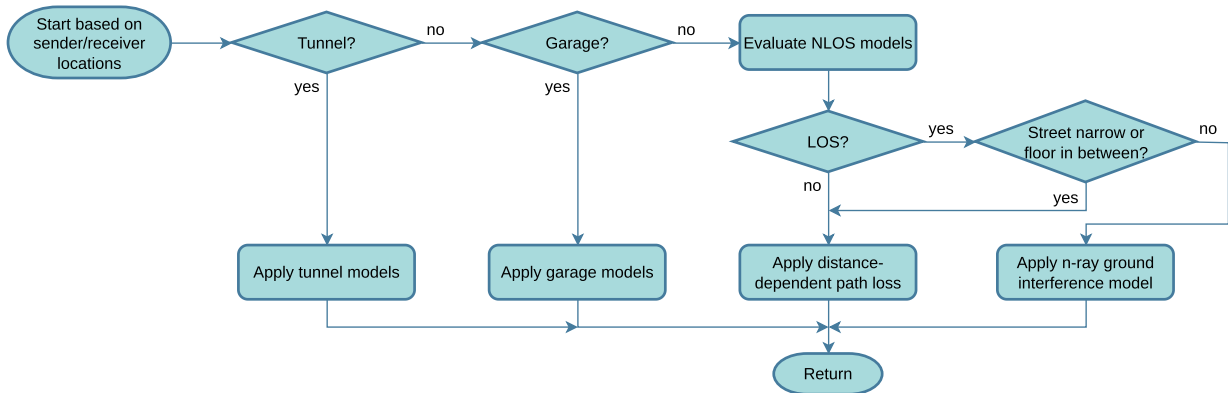 Start based on
sender/receiver
locations
Tunnel?
no
Garage?
no
Evaluate NLOS models
yes
yes
LOS?
yes
Street narrow or
floor in between?
no
no
yes
Apply tunnel models
Apply garage models
Apply distance-
dependent path loss
Apply n-ray ground
interference model
Return